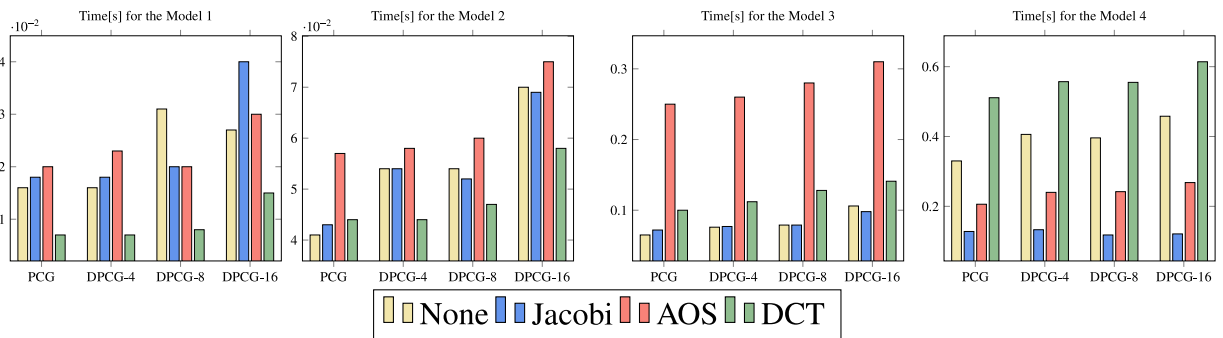 Time[s] for the Model 1
Time[s] for the Model 2
Time[s] for the Model 3
Time[s] for the Model 4
·10⁻²
4
3
2
1
PCG DPCG-4 DPCG-8 DPCG-16
·10⁻²
8
7
6
5
4
PCG DPCG-4 DPCG-8 DPCG-16
0.3
0.2
0.1
PCG DPCG-4 DPCG-8 DPCG-16
0.6
0.4
0.2
PCG DPCG-4 DPCG-8 DPCG-16
None Jacobi AOS DCT